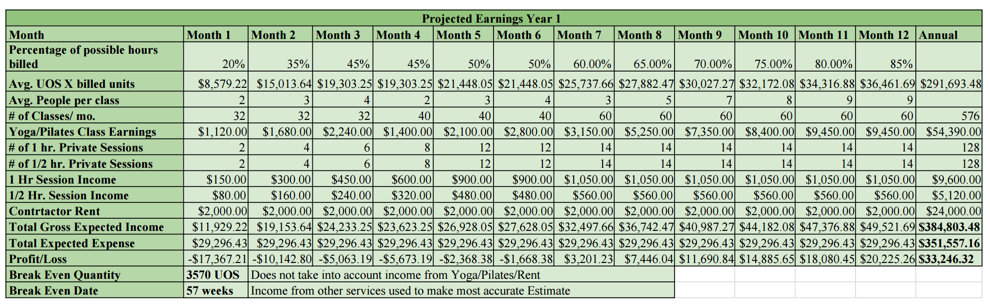 Projected Earnings Year 1
Month Month 1 Month 2 Month 3 Month 4 Month 5 Month 6 Month 7 Month 8 Month 9 Month 10 Month 11 Month 12 Annual
Percentage of possible hours
billed 20% 35% 45% 45% 50% 50% 60.00% 65.00% 70.00% 75.00% 80.00% 85%
Avg. UOS X billed units $8,579.22 $15,013.64 $19,303.25 $19,303.25 $21,448.05 $21,448.05 $25,737.66 $27,882.47 $30,027.27 $32,172.08 $34,316.88 $36,461.69 $291,693.48
Avg. People per class 2 3 4 2 3 4 3 5 7 8 9 9
# of Classes/ mo. 32 32 32 40 40 40 60 60 60 60 60 60 576
Yoga/Pilates Class Earnings $1,120.00 $1,680.00 $2,240.00 $1,400.00 $2,100.00 $2,800.00 $3,150.00 $5,250.00 $7,350.00 $8,400.00 $9,450.00 $9,450.00 $54,390.00
# of 1 hr. Private Sessions 2 4 6 8 12 12 14 14 14 14 14 14 128
# of 1/2 hr. Private Sessions 2 4 6 8 12 12 14 14 14 14 14 14 128
1 Hr Session Income $150.00 $300.00 $450.00 $600.00 $900.00 $900.00 $1,050.00 $1,050.00 $1,050.00 $1,050.00 $1,050.00 $1,050.00 $9,600.00
1/2 Hr. Session Income $80.00 $160.00 $240.00 $320.00 $480.00 $480.00 $560.00 $560.00 $560.00 $560.00 $560.00 $560.00 $5,120.00
Contrtactor Rent $2,000.00 $2,000.00 $2,000.00 $2,000.00 $2,000.00 $2,000.00 $2,000.00 $2,000.00 $2,000.00 $2,000.00 $2,000.00 $2,000.00 $24,000.00
Total Gross Expected Income $11,929.22 $19,153.64 $24,233.25 $23,623.25 $26,928.05 $27,628.05 $32,497.66 $36,742.47 $40,987.27 $44,182.08 $47,376.88 $49,521.69 $384,803.48
Total Expected Expense $29,296.43 $29,296.43 $29,296.43 $29,296.43 $29,296.43 $29,296.43 $29,296.43 $29,296.43 $29,296.43 $29,296.43 $29,296.43 $29,296.43 $351,557.16
Profit/Loss -$17,367.21 -$10,142.80 -$5,063.19 -$5,673.19 -$2,368.38 -$1,668.38 $3,201.23 $7,446.04 $11,690.84 $14,885.65 $18,080.45 $20,225.26 $33,246.32
Break Even Quantity 3570 UOS Does not take into account income from Yoga/Pilates/Rent
Break Even Date 57 weeks Income from other services used to make most accurate Estimate